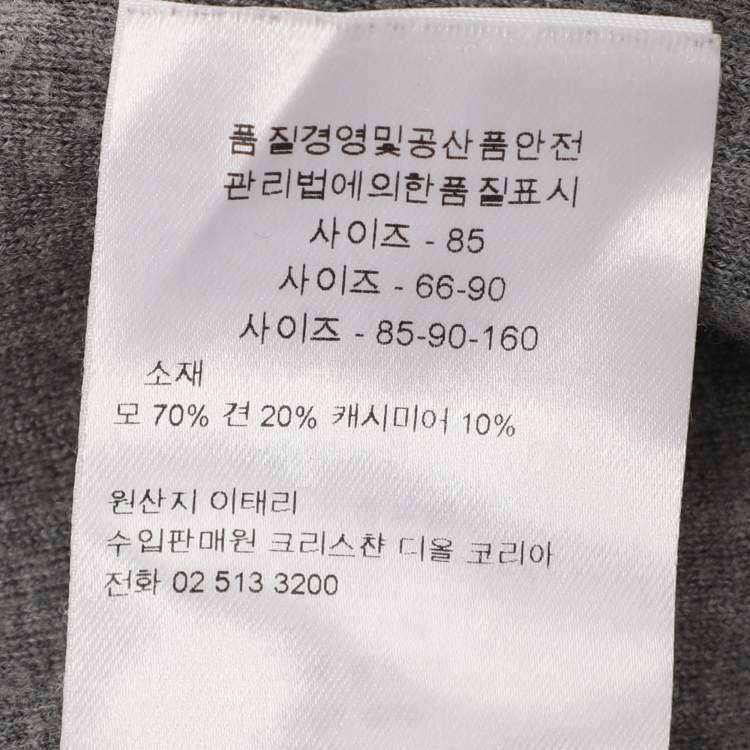 품질경영및공산품안전
관리법에의한품질표시
사이즈 - 85
사이즈 - 66-90
사이즈 - 85-90-160
소재
모 70% 견 20% 캐시미어 10%
원산지 이태리
수입판매원 크리스챤 디올 코리아
전화 02 513 3200